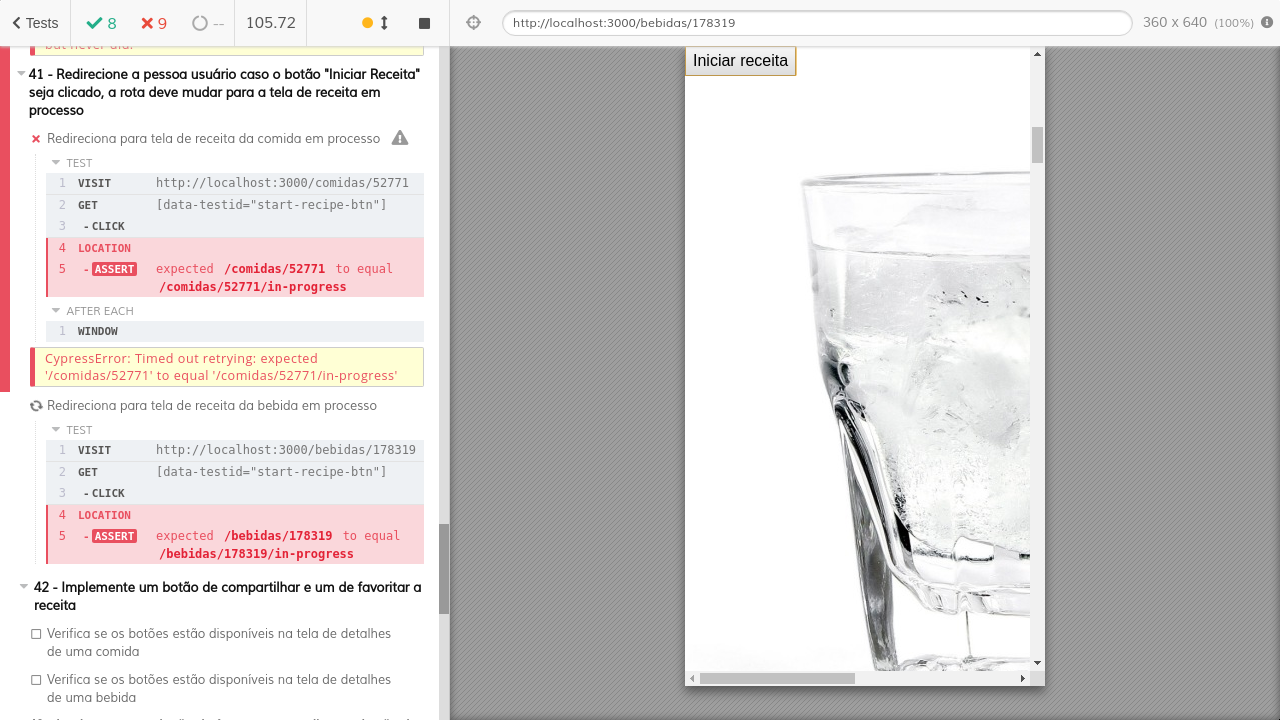 Tests
8
9
--
105.72
http://localhost:3000/bebidas/178319
360 x 640 (100%)
but never did.
41 - Redirecione a pessoa usuário caso o botão "Iniciar Receita"
seja clicado, a rota deve mudar para a tela de receita em
processo
Redireciona para tela de receita da comida em processo
TEST
1 VISIT http://localhost:3000/comidas/52771
2 GET [data-testid="start-recipe-btn"]
3 - CLICK
4 LOCATION
5 - ASSERT expected /comidas/52771 to equal
/comidas/52771/in-progress
AFTER EACH
1 WINDOW
CypressError: Timed out retrying: expected
'/comidas/52771' to equal '/comidas/52771/in-progress'
Redireciona para tela de receita da bebida em processo
TEST
1 VISIT http://localhost:3000/bebidas/178319
2 GET [data-testid="start-recipe-btn"]
3 - CLICK
4 LOCATION
5 - ASSERT expected /bebidas/178319 to equal
/bebidas/178319/in-progress
42 - Implemente um botão de compartilhar e um de favoritar a
receita
Verifica se os botões estão disponíveis na tela de detalhes
de uma comida
Verifica se os botões estão disponíveis na tela de detalhes
de uma bebida
Iniciar receita